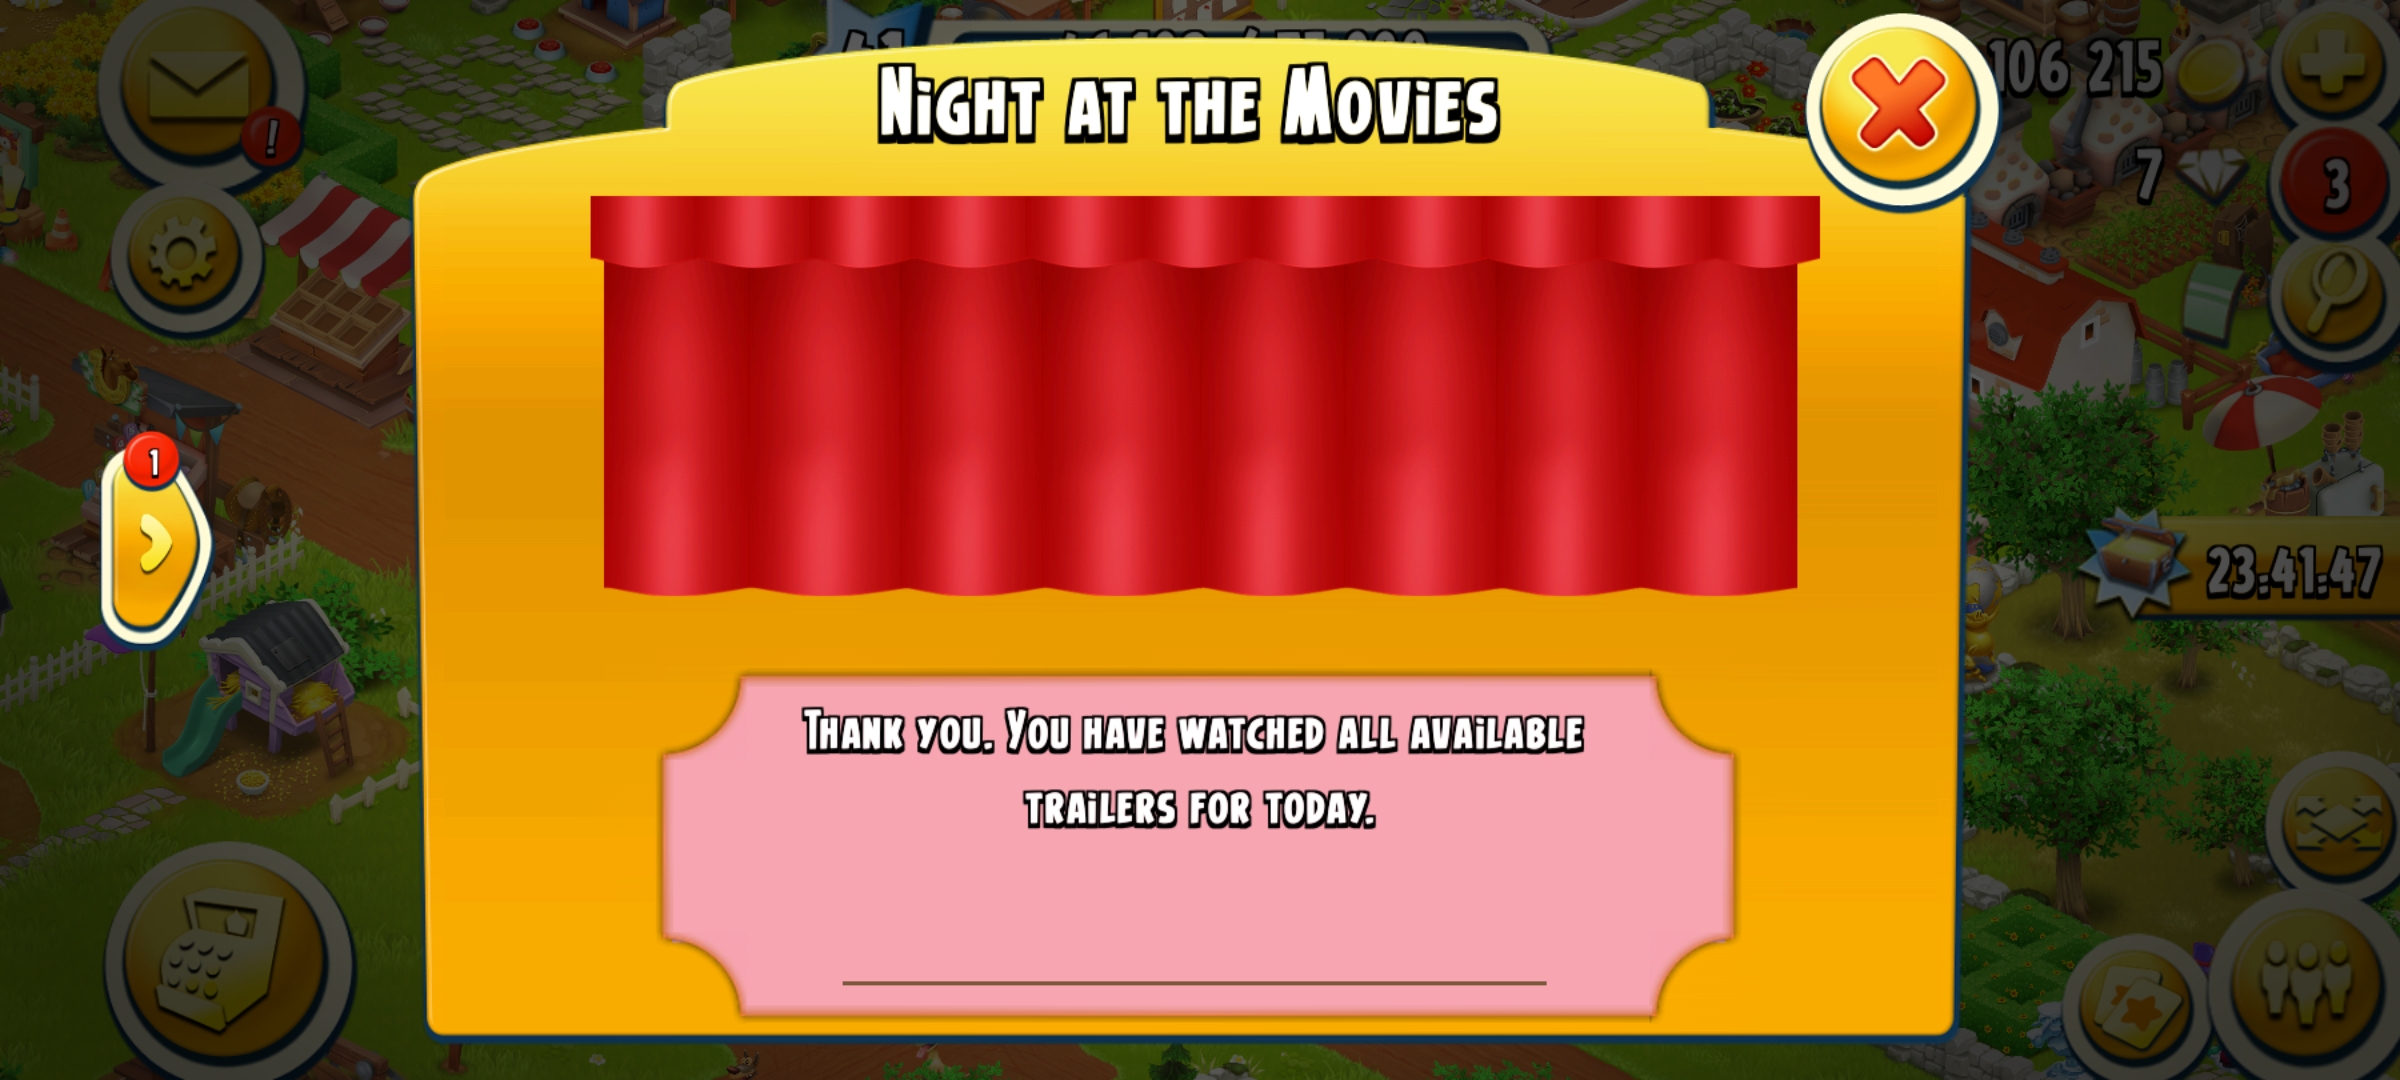 Night at the Movies
106 215
7
3
1
23:41:47
Thank you. You have watched all available
trailers for today.